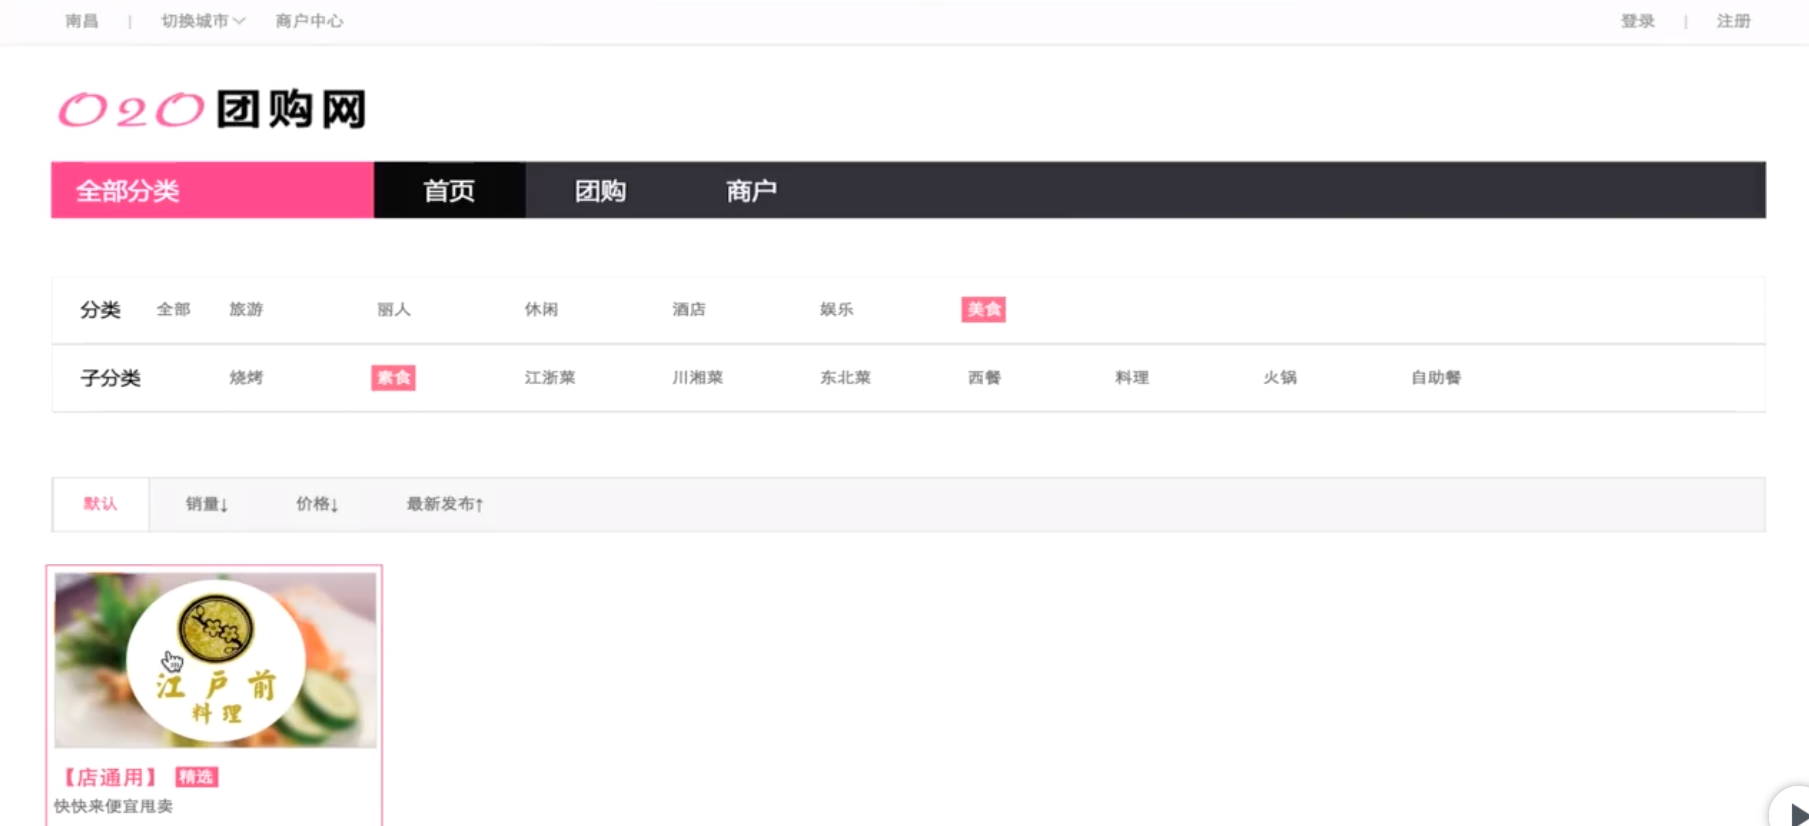 南昌 | 切换城市 商户中心 登录 | 注册
O2O团购网
全部分类 首页 团购 商户
分类 全部 旅游 丽人 休闲 酒店 娱乐 美食
子分类 烧烤 素食 江浙菜 川湘菜 东北菜 西餐 料理 火锅 自助餐
默认 销量↓ 价格↓ 最新发布↑
江户前
料理
【店通用】 精选
快快来便宜甩卖